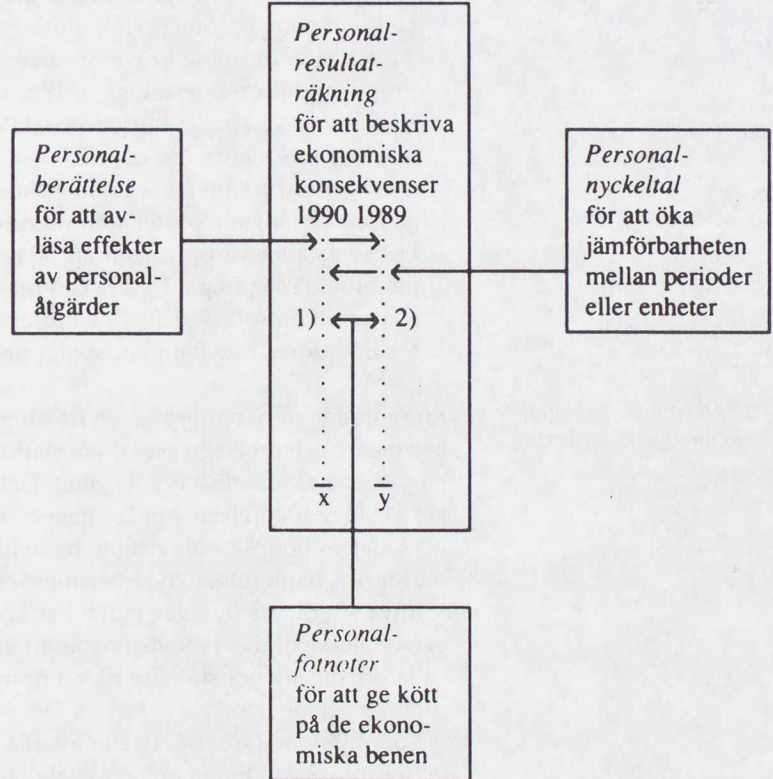 Personal-
resultat-
räkning
för att beskriva
ekonomiska
konsekvenser
1990 1989
1) 2)
x y
Personal-
berättelse
för att av-
läsa effekter
av personal-
åtgärder
Personal-
nyckeltal
för att öka
jämförbarheten
mellan perioder
eller enheter
Personal-
fotnoter
för att ge kött
på de ekono-
miska benen